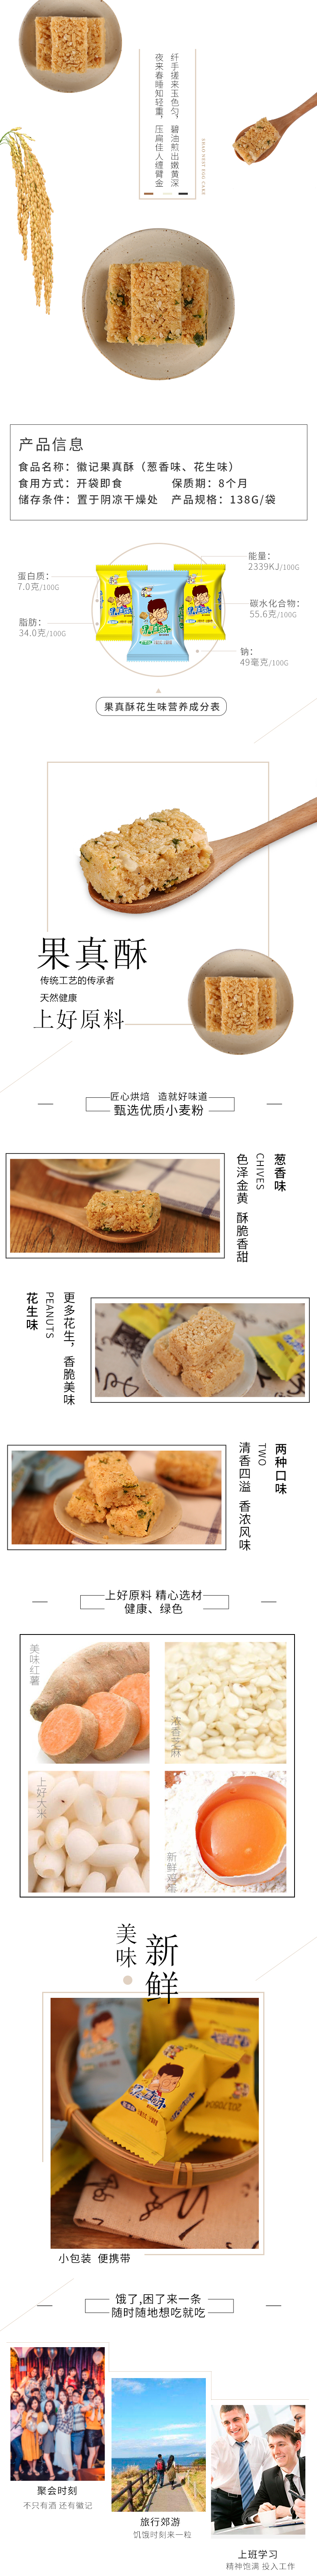 纤手搓来玉色匀，碧油煎出嫩黄深
夜来春睡知轻重，压扁佳人缠臂金
产品信息
食品名称：徽记果真酥（葱香味、花生味）
食用方式：开袋即食 保质期：8个月
储存条件：置于阴凉干燥处 产品规格：138G/袋
能量：
2339KJ/100G
蛋白质：
7.0克/100G
碳水化合物：
55.6克/100G
脂肪：
34.0克/100G
钠：
49毫克/100G
果真酥花生味营养成分表
果真酥
传统工艺的传承者
天然健康
上好原料
匠心烘焙 造就好味道
甄选优质小麦粉
葱香味
CHIVES
色泽金黄 酥脆香甜
更多花生，香脆美味
PEANUTS
花生味
两种口味
TWO
清香四溢 香浓风味
上好原料 精心选材
健康、绿色
美味红薯
浓香芝麻
上好大米
新鲜鸡蛋
新鲜
美味
小包装 便携带
饿了,困了来一条
随时随地想吃就吃
聚会时刻
不只有酒 还有徽记
旅行郊游
饥饿时刻来一粒
上班学习
精神饱满 投入工作